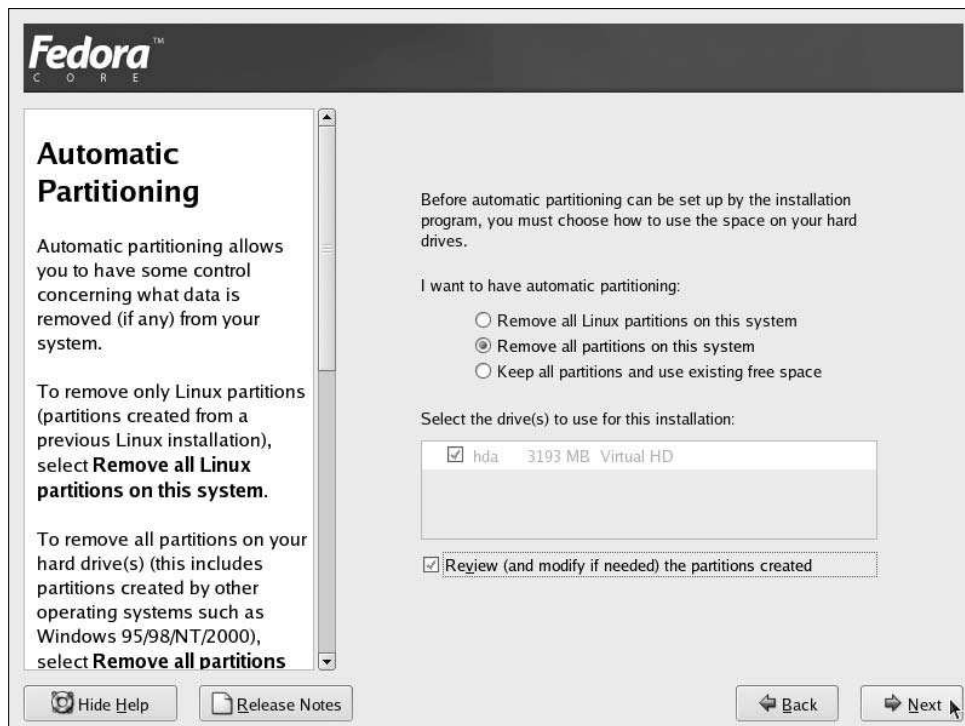 Fedora™
CORE
Automatic
Partitioning
Automatic partitioning allows
you to have some control
concerning what data is
removed (if any) from your
system.
To remove only Linux partitions
(partitions created from a
previous Linux installation),
select Remove all Linux
partitions on this system.
To remove all partitions on your
hard drive(s) (this includes
partitions created by other
operating systems such as
Windows 95/98/NT/2000),
select Remove all partitions
Before automatic partitioning can be set up by the installation
program, you must choose how to use the space on your hard
drives.
I want to have automatic partitioning:
Remove all Linux partitions on this system
Remove all partitions on this system
Keep all partitions and use existing free space
Select the drive(s) to use for this installation:
hda 3193 MB Virtual HD
Review (and modify if needed) the partitions created
Hide Help
Release Notes
Back
Next